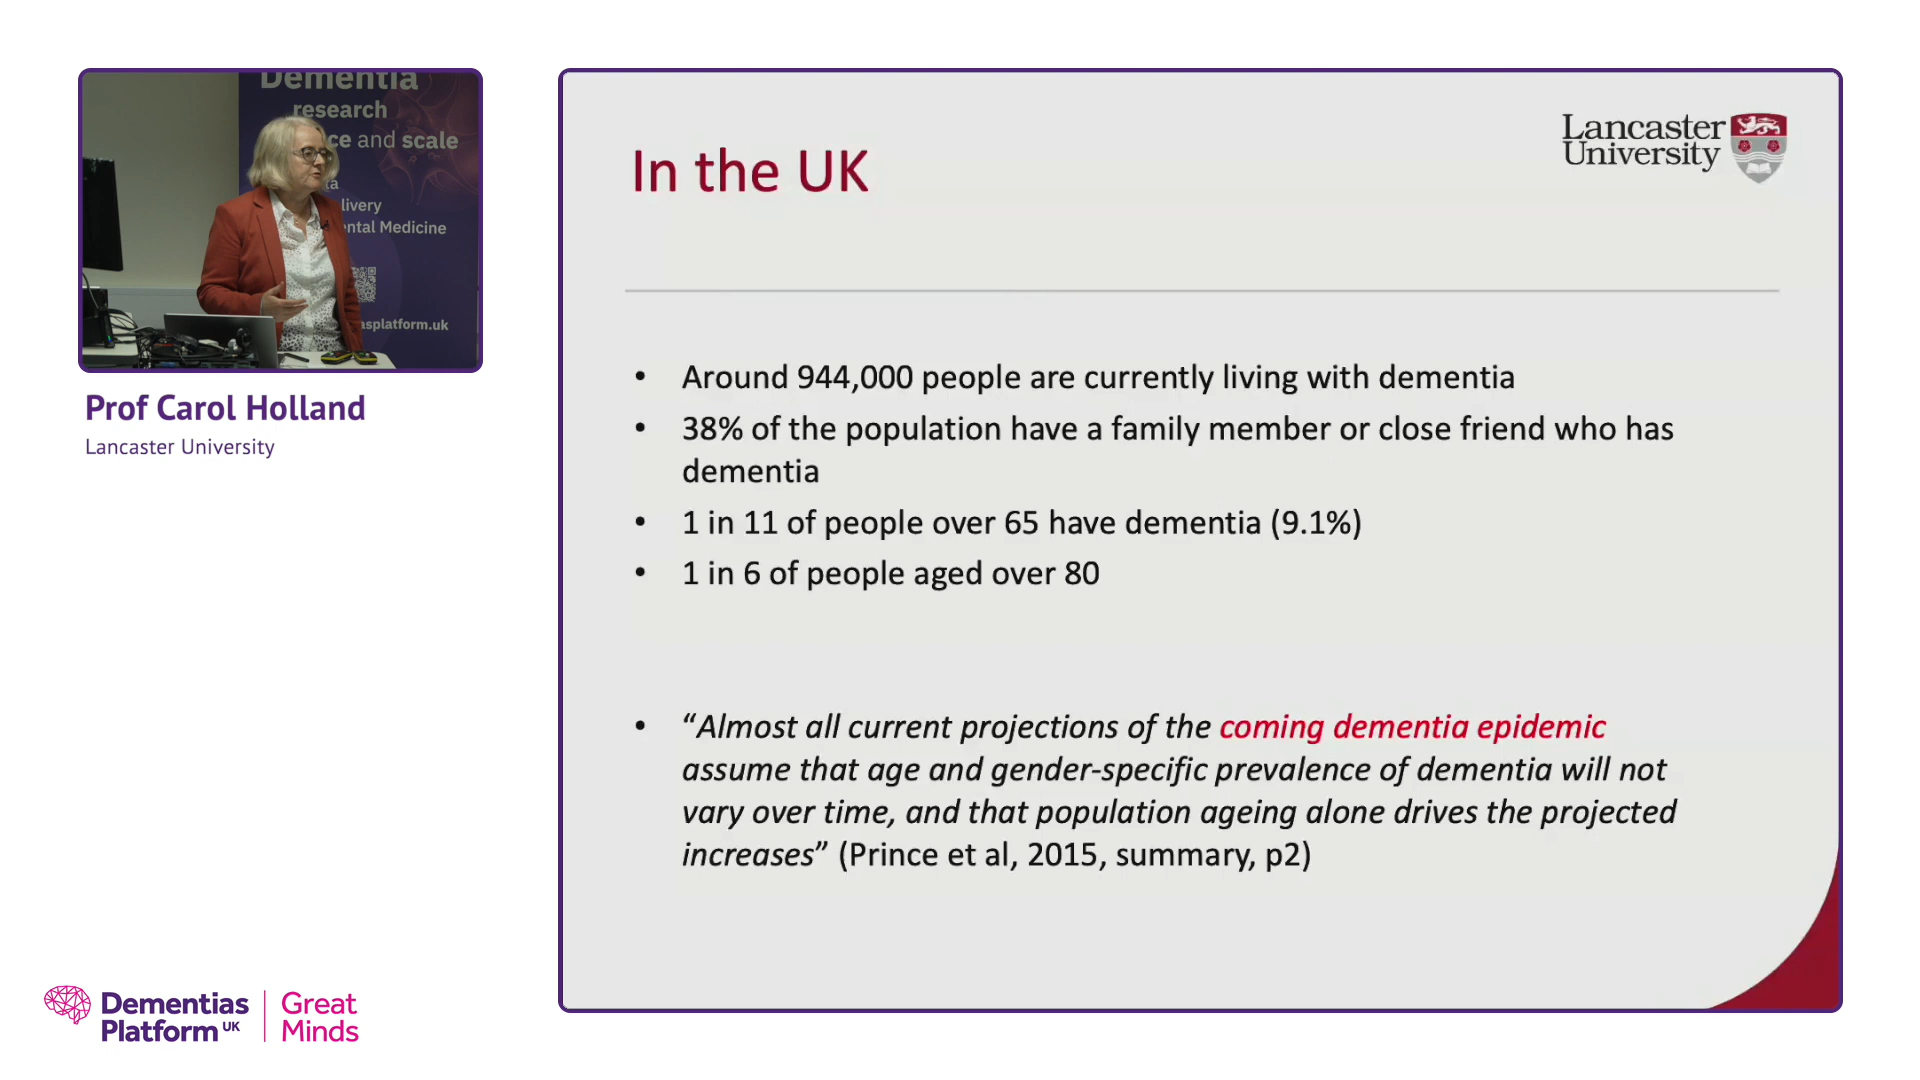 Dementia
research
and scale
livery
Medicine
Prof Carol Holland
Lancaster University
Dementias
Platform UK
Great
Minds
Lancaster
University
In the UK
• Around 944,000 people are currently living with dementia
• 38% of the population have a family member or close friend who has
dementia
• 1 in 11 of people over 65 have dementia (9.1%)
• 1 in 6 of people aged over 80
• “Almost all current projections of the coming dementia epidemic
assume that age and gender-specific prevalence of dementia will not
vary over time, and that population ageing alone drives the projected
increases” (Prince et al, 2015, summary, p2)